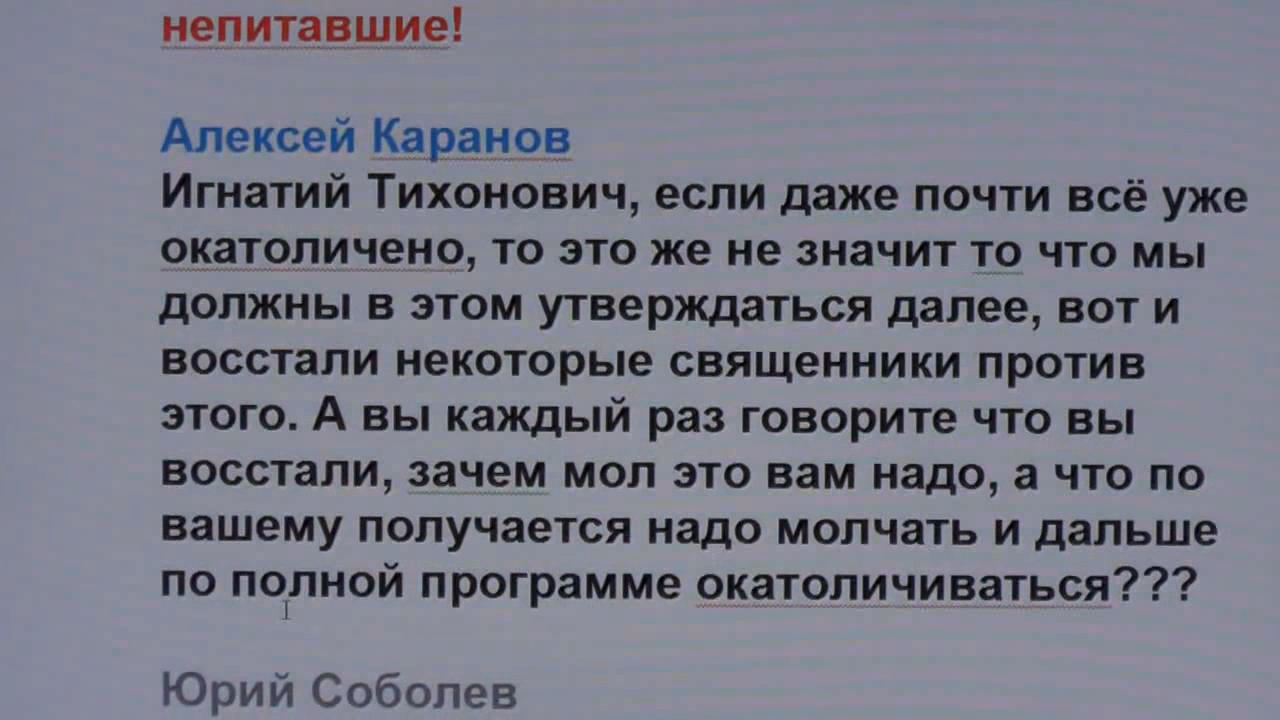 непитавшие!
Алексей Каранов
Игнатий Тихонович, если даже почти всё уже
окатоличено, то это же не значит то что мы
должны в этом утверждаться далее, вот и
восстали некоторые священники против
этого. А вы каждый раз говорите что вы
восстали, зачем мол это вам надо, а что по
вашему получается надо молчать и дальше
по полной программе окатоличиваться???
Юрий Соболев